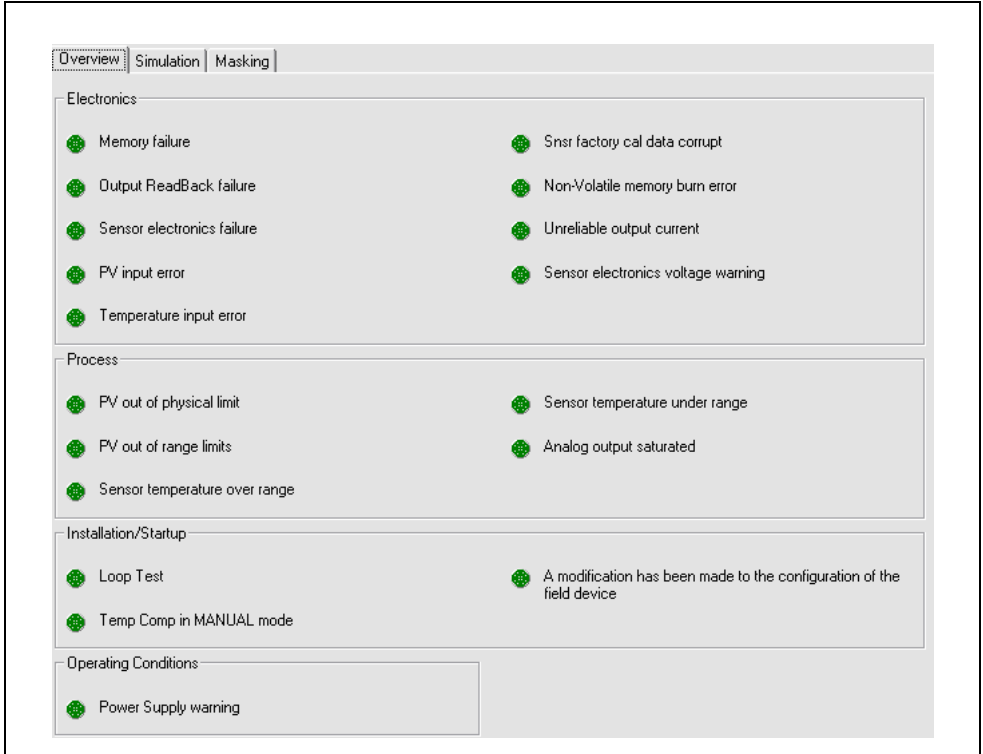 Overview Simulation Masking
Electronics
Memory failure
Output ReadBack failure
Sensor electronics failure
PV input error
Temperature input error
Snsr factory cal data corrupt
Non-Volatile memory burn error
Unreliable output current
Sensor electronics voltage warning
Process
PV out of physical limit
PV out of range limits
Sensor temperature over range
Sensor temperature under range
Analog output saturated
Installation/Startup
Loop Test
Temp Comp in MANUAL mode
A modification has been made to the configuration of the
field device
Operating Conditions
Power Supply warning